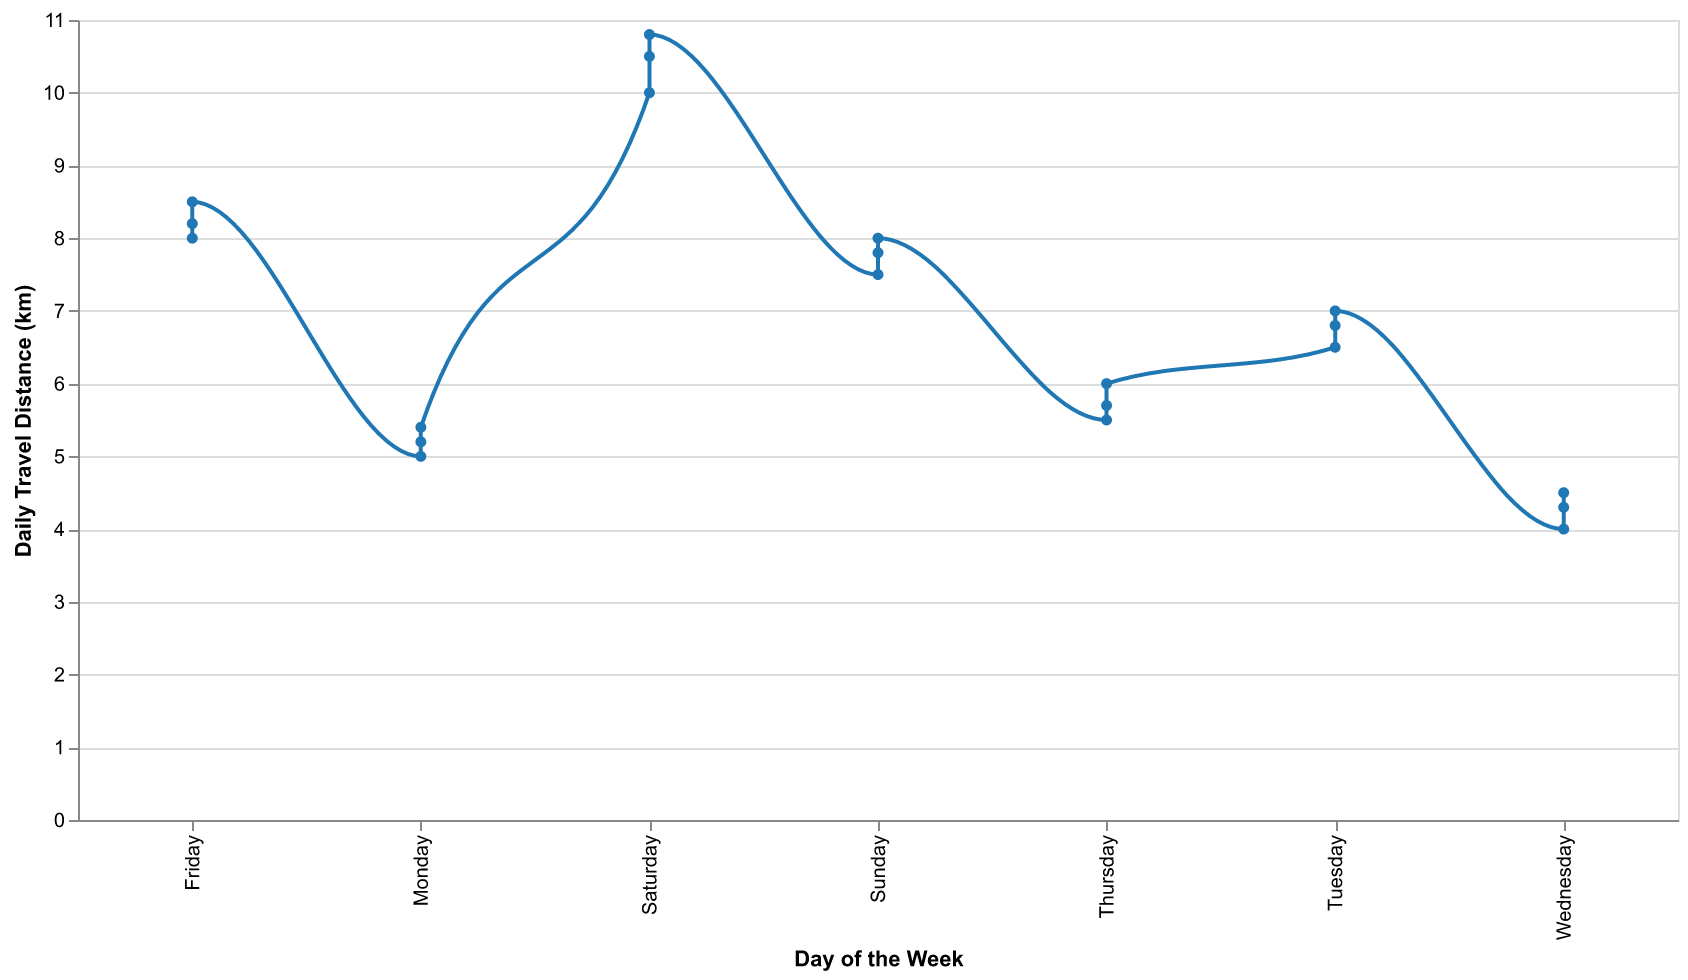 11
10
9
8
7
6
5
4
3
2
1
0
Daily Travel Distance (km)
Friday
Monday
Saturday
Sunday
Thursday
Tuesday
Wednesday
Day of the Week